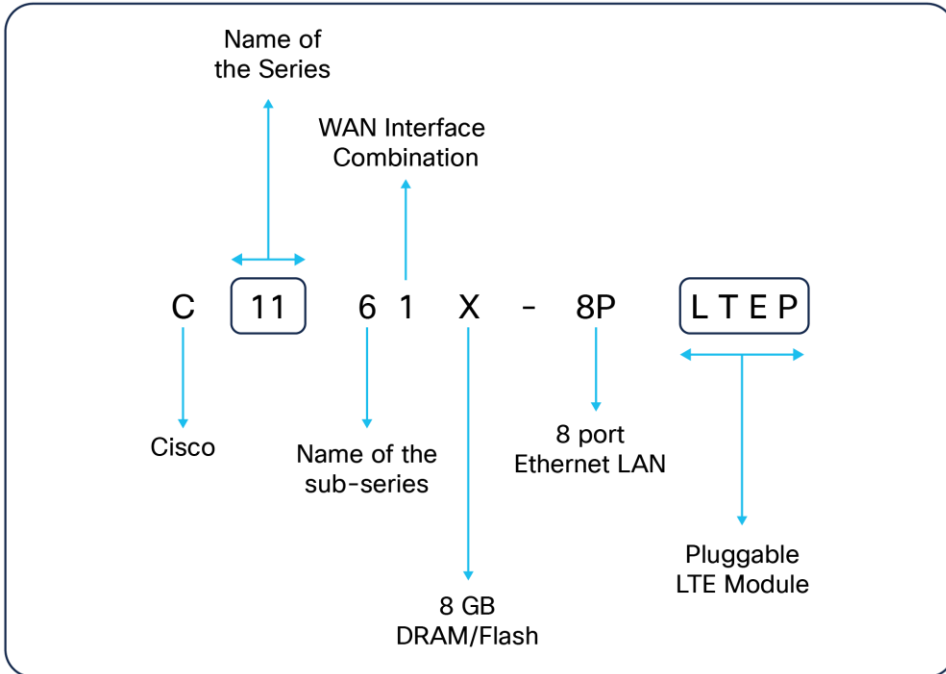 Name of
the Series
WAN Interface
Combination
C 11 6 1 X - 8P L T E P
Cisco
Name of the
sub-series
8 port
Ethernet LAN
Pluggable
LTE Module
8 GB
DRAM/Flash